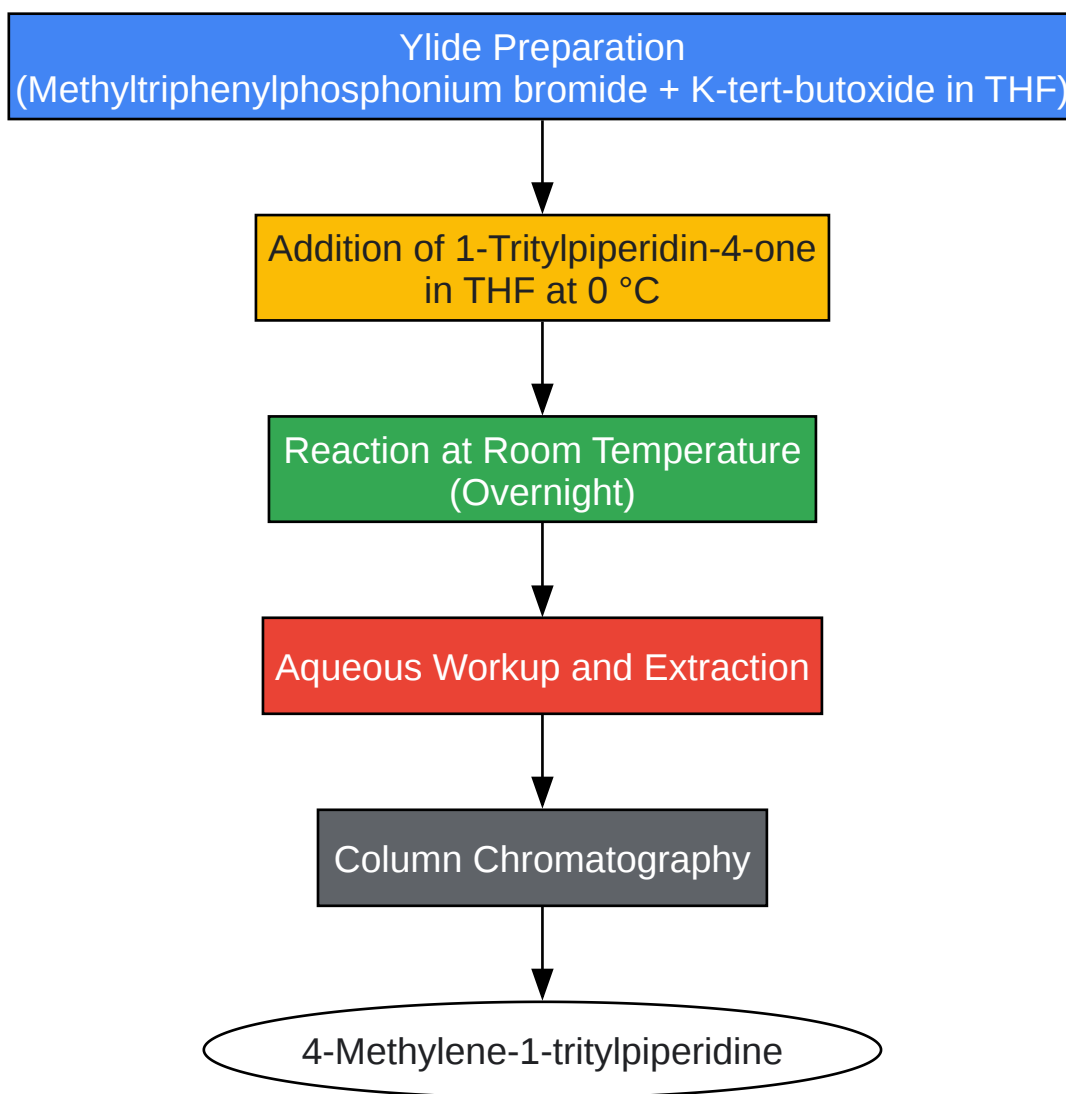 Ylide Preparation
(Methyltriphenylphosphonium bromide + K-tert-butoxide in THF)
Addition of 1-Tritylpiperidin-4-one
in THF at 0 °C
Reaction at Room Temperature
(Overnight)
Aqueous Workup and Extraction
Column Chromatography
4-Methylene-1-tritylpiperidine